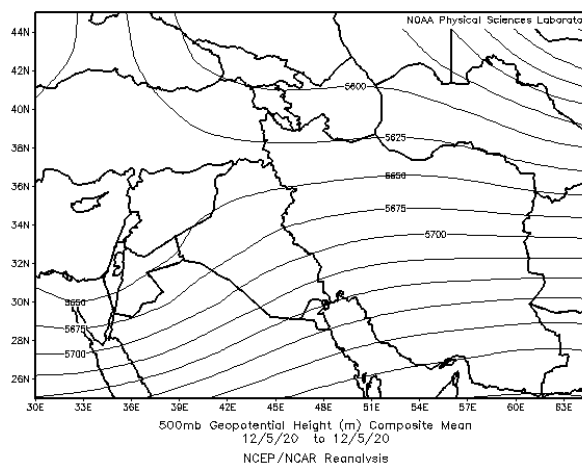 NOAA Physical Sciences Laborato
44N
42N
40N
38N
36N
34N
32N
30N
28N
26N
5600
5625
5650
5675
5700
5650
5675
5700
30E 33E 36E 39E 42E 45E 48E 51E 54E 57E 60E 63E
500mb Geopotential Height (m) Composite Mean
12/5/20 to 12/5/20
NCEP/NCAR Reanalysis